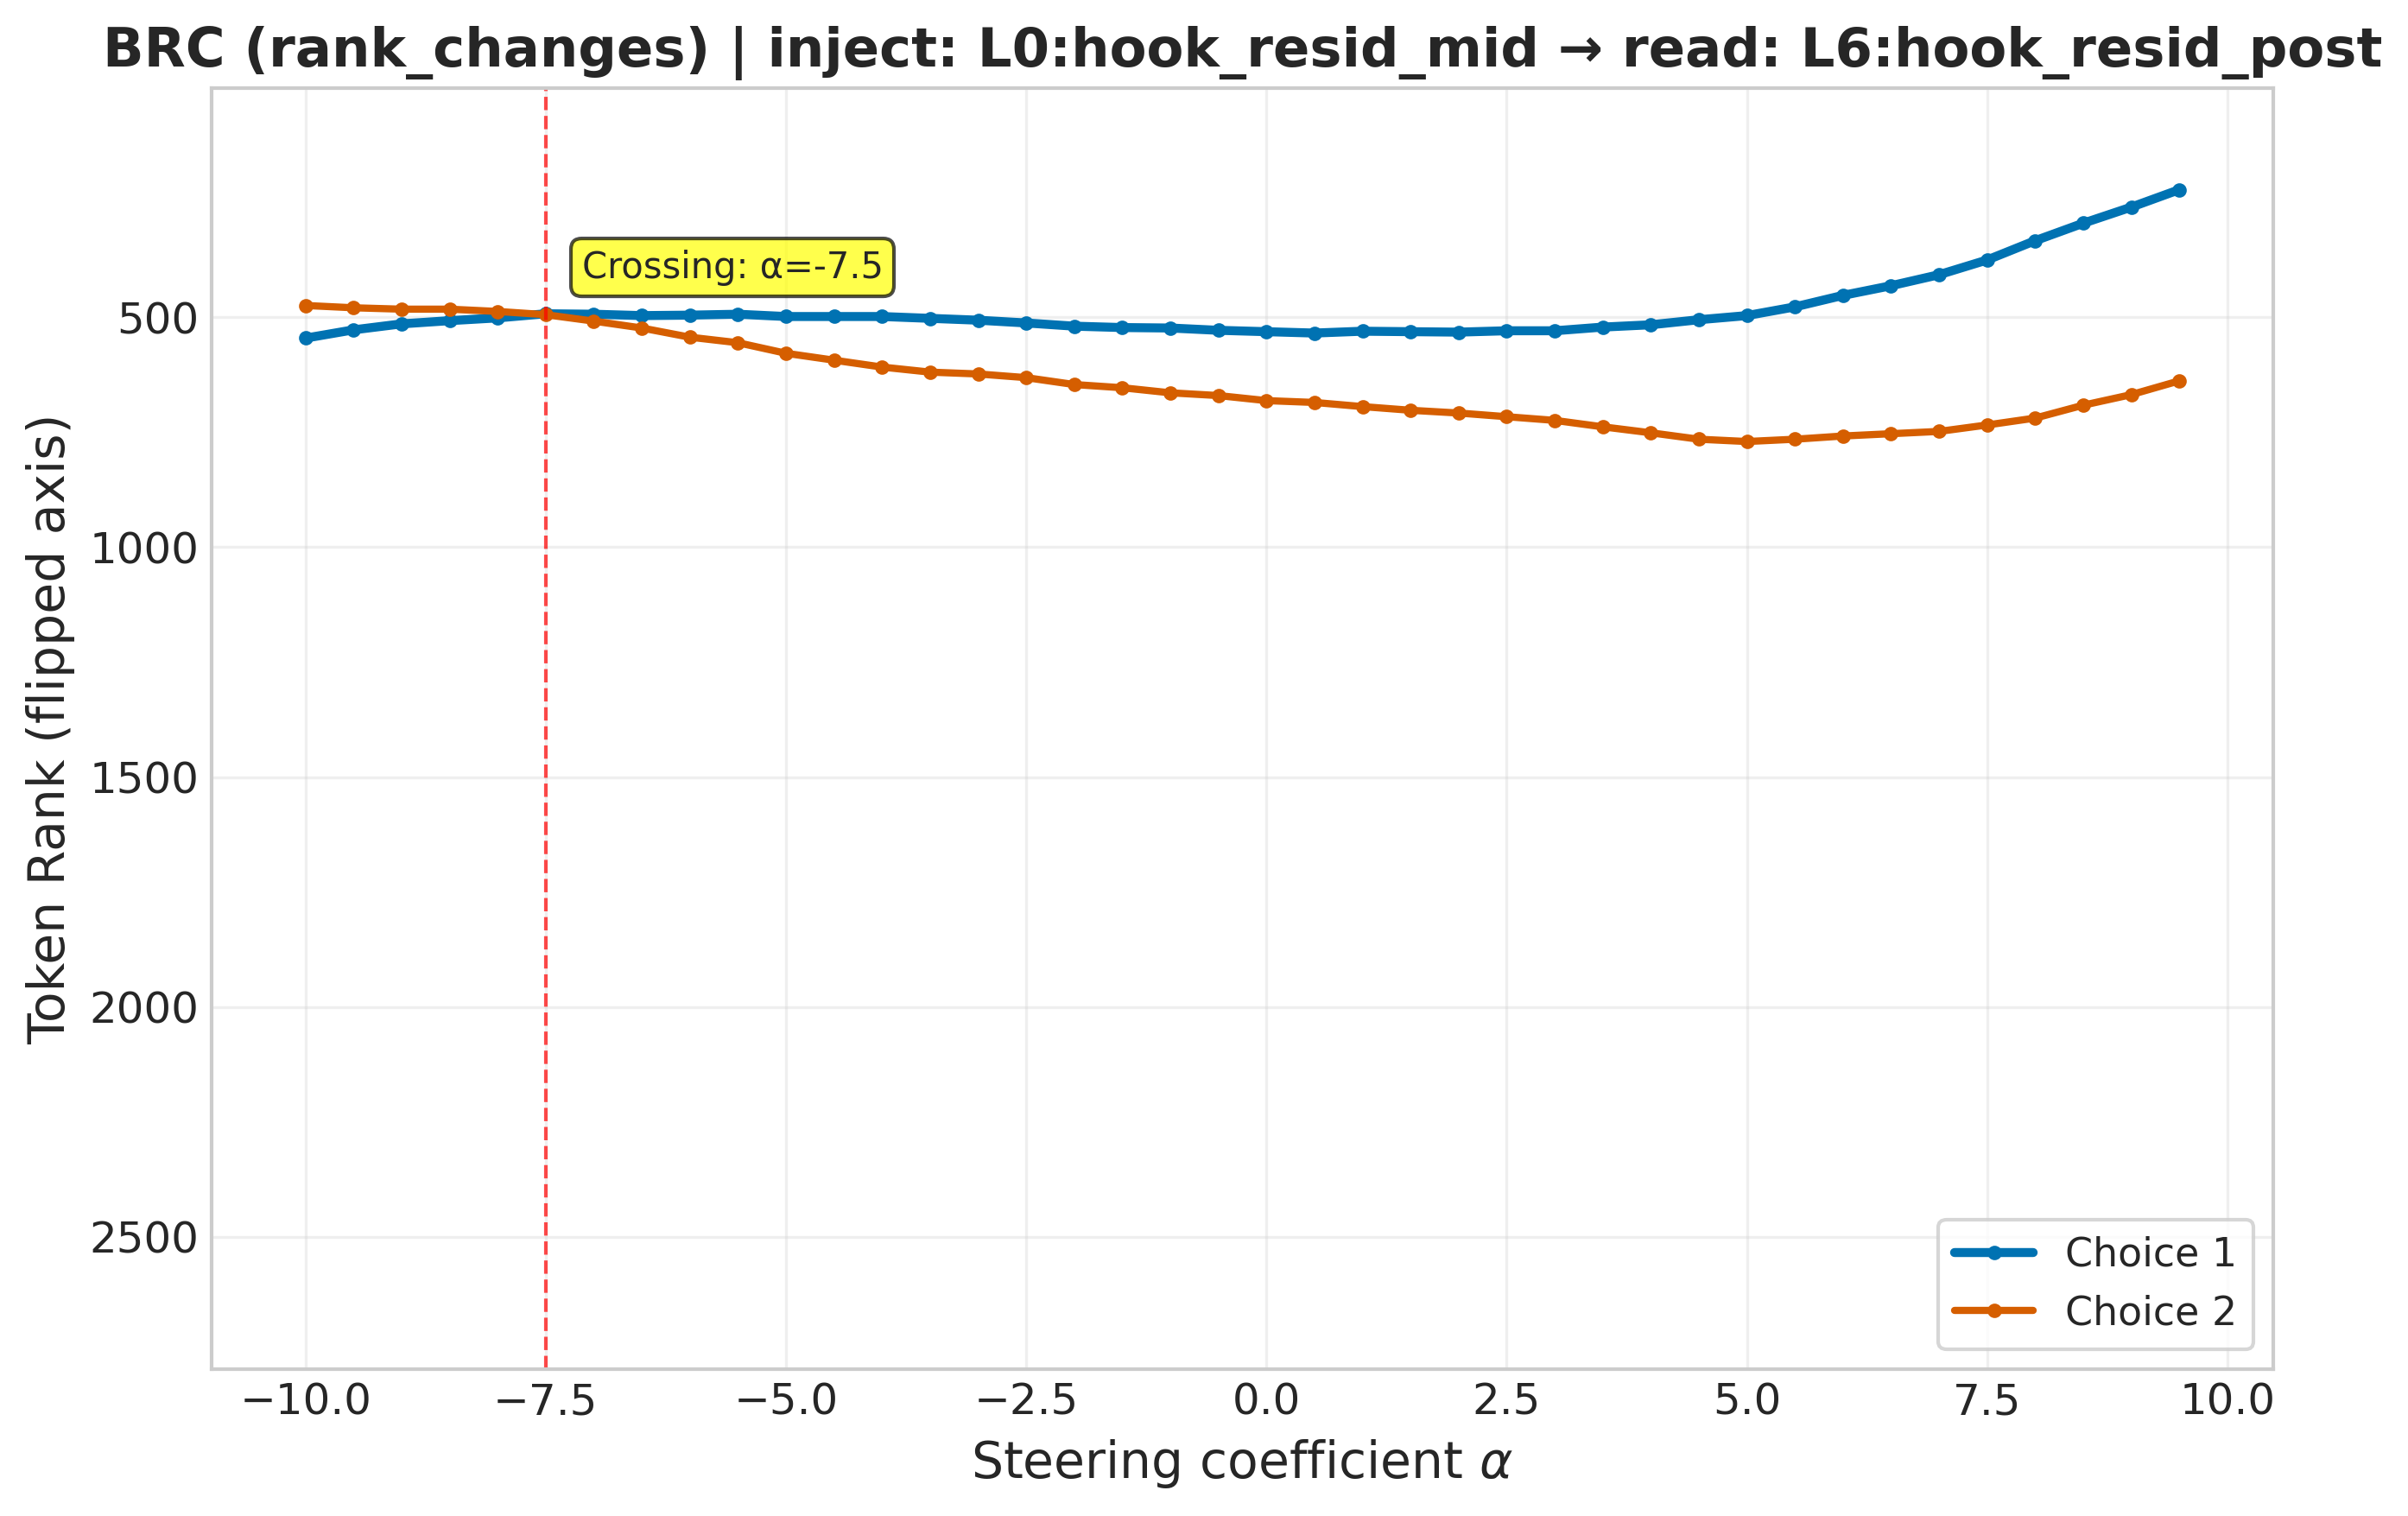 BRC (rank_changes) | inject: L0:hook_resid_mid → read: L6:hook_resid_post
Token Rank (flipped axis)
500
1000
1500
2000
2500
Crossing: α=-7.5
Choice 1
Choice 2
−10.0 −7.5 −5.0 −2.5 0.0 2.5 5.0 7.5 10.0
Steering coefficient α